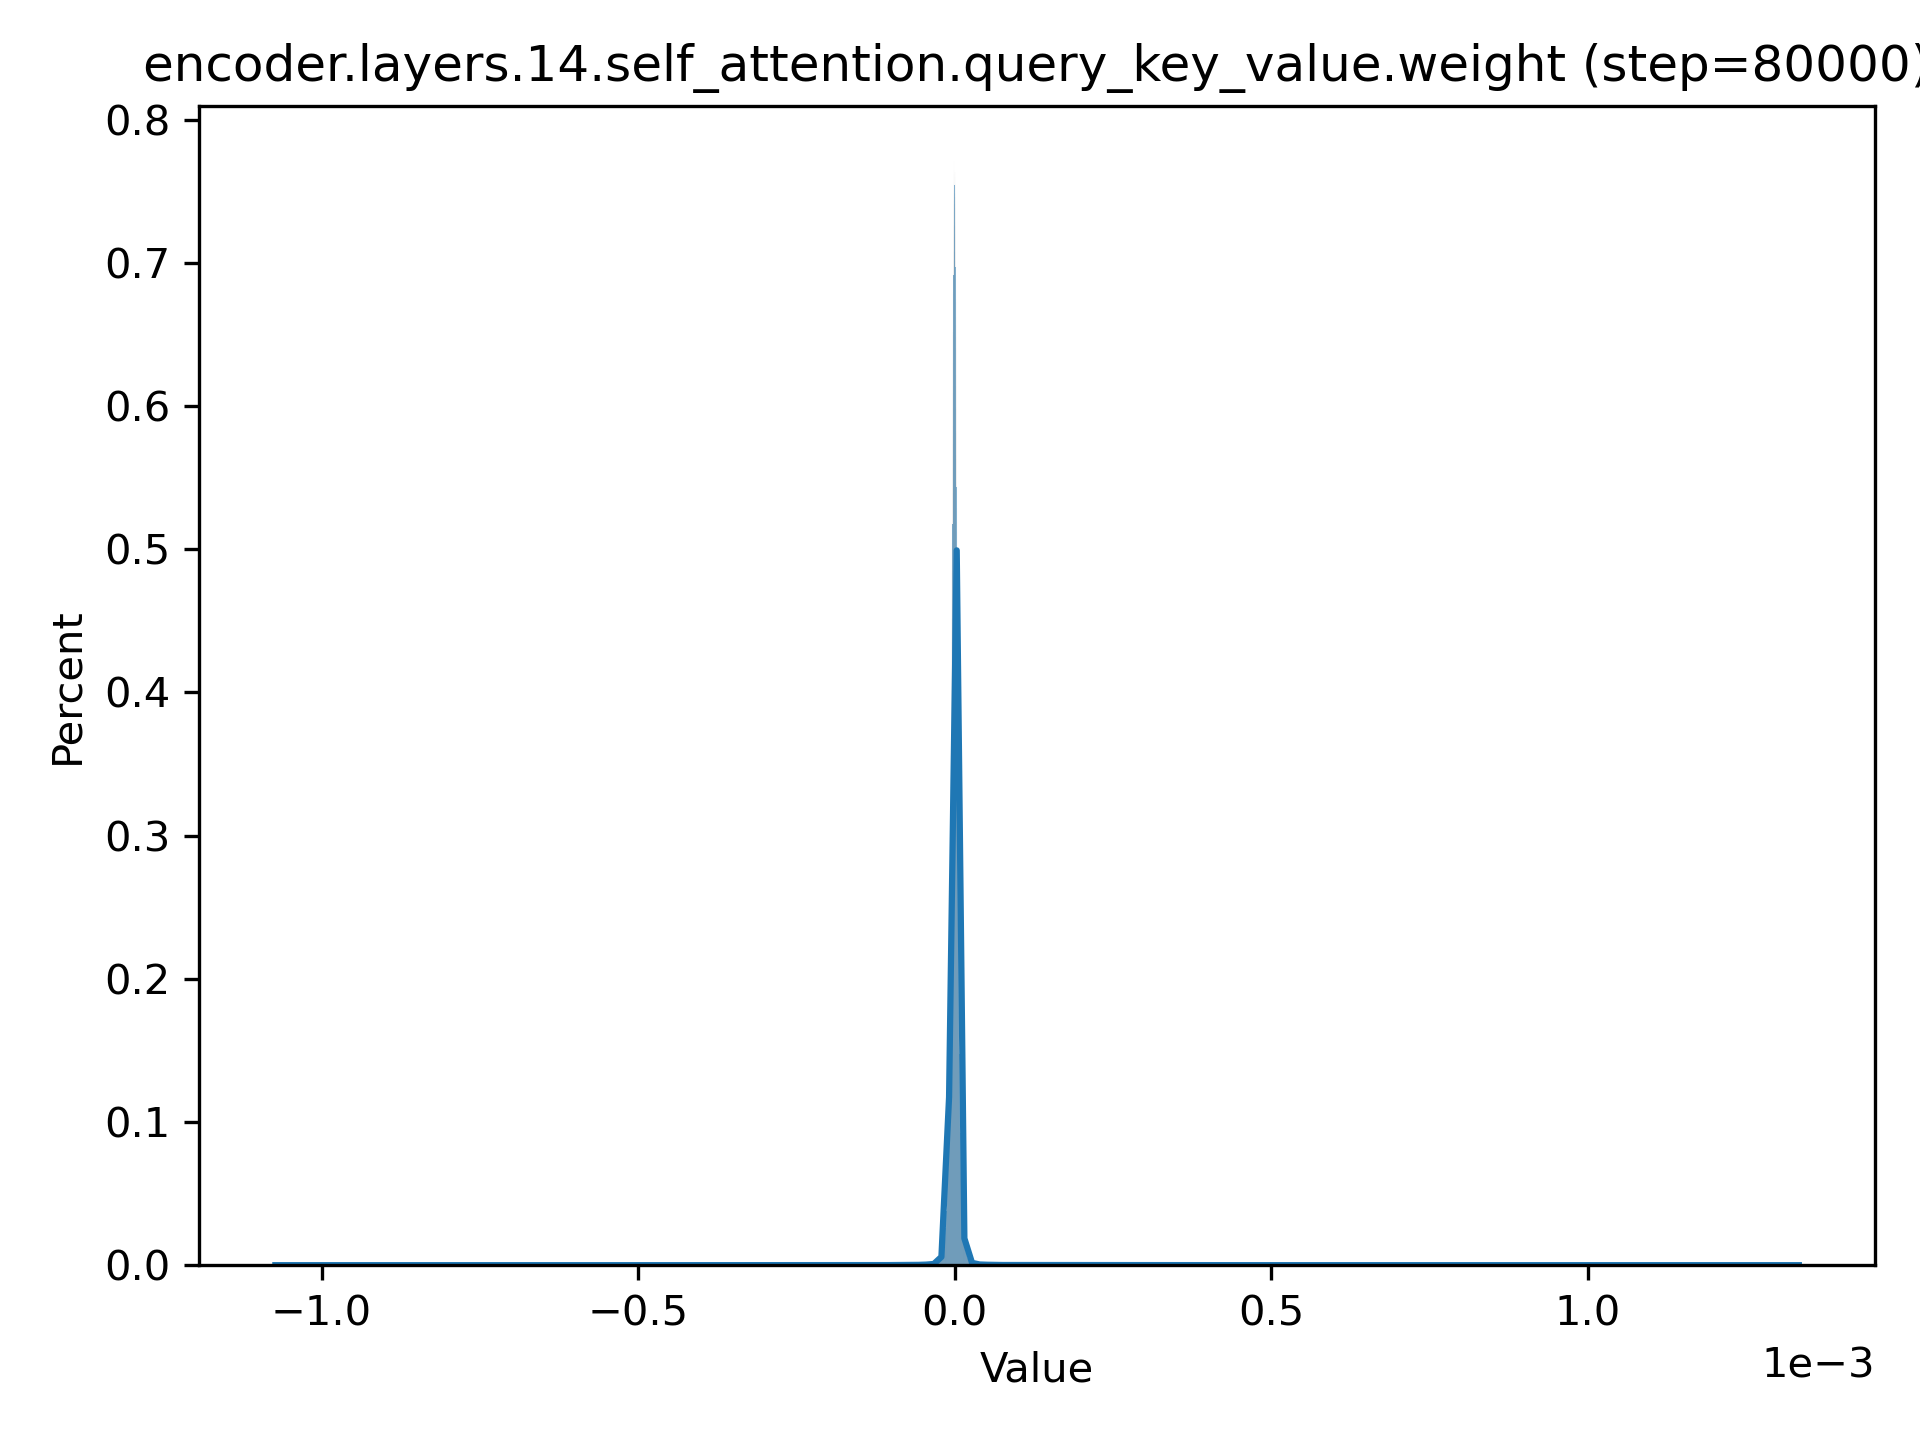 encoder.layers.14.self_attention.query_key_value.weight (step=80000)
0.8
0.7
0.6
0.5
0.4
0.3
0.2
0.1
0.0
Percent
−1.0 −0.5 0.0 0.5 1.0
Value
1e−3